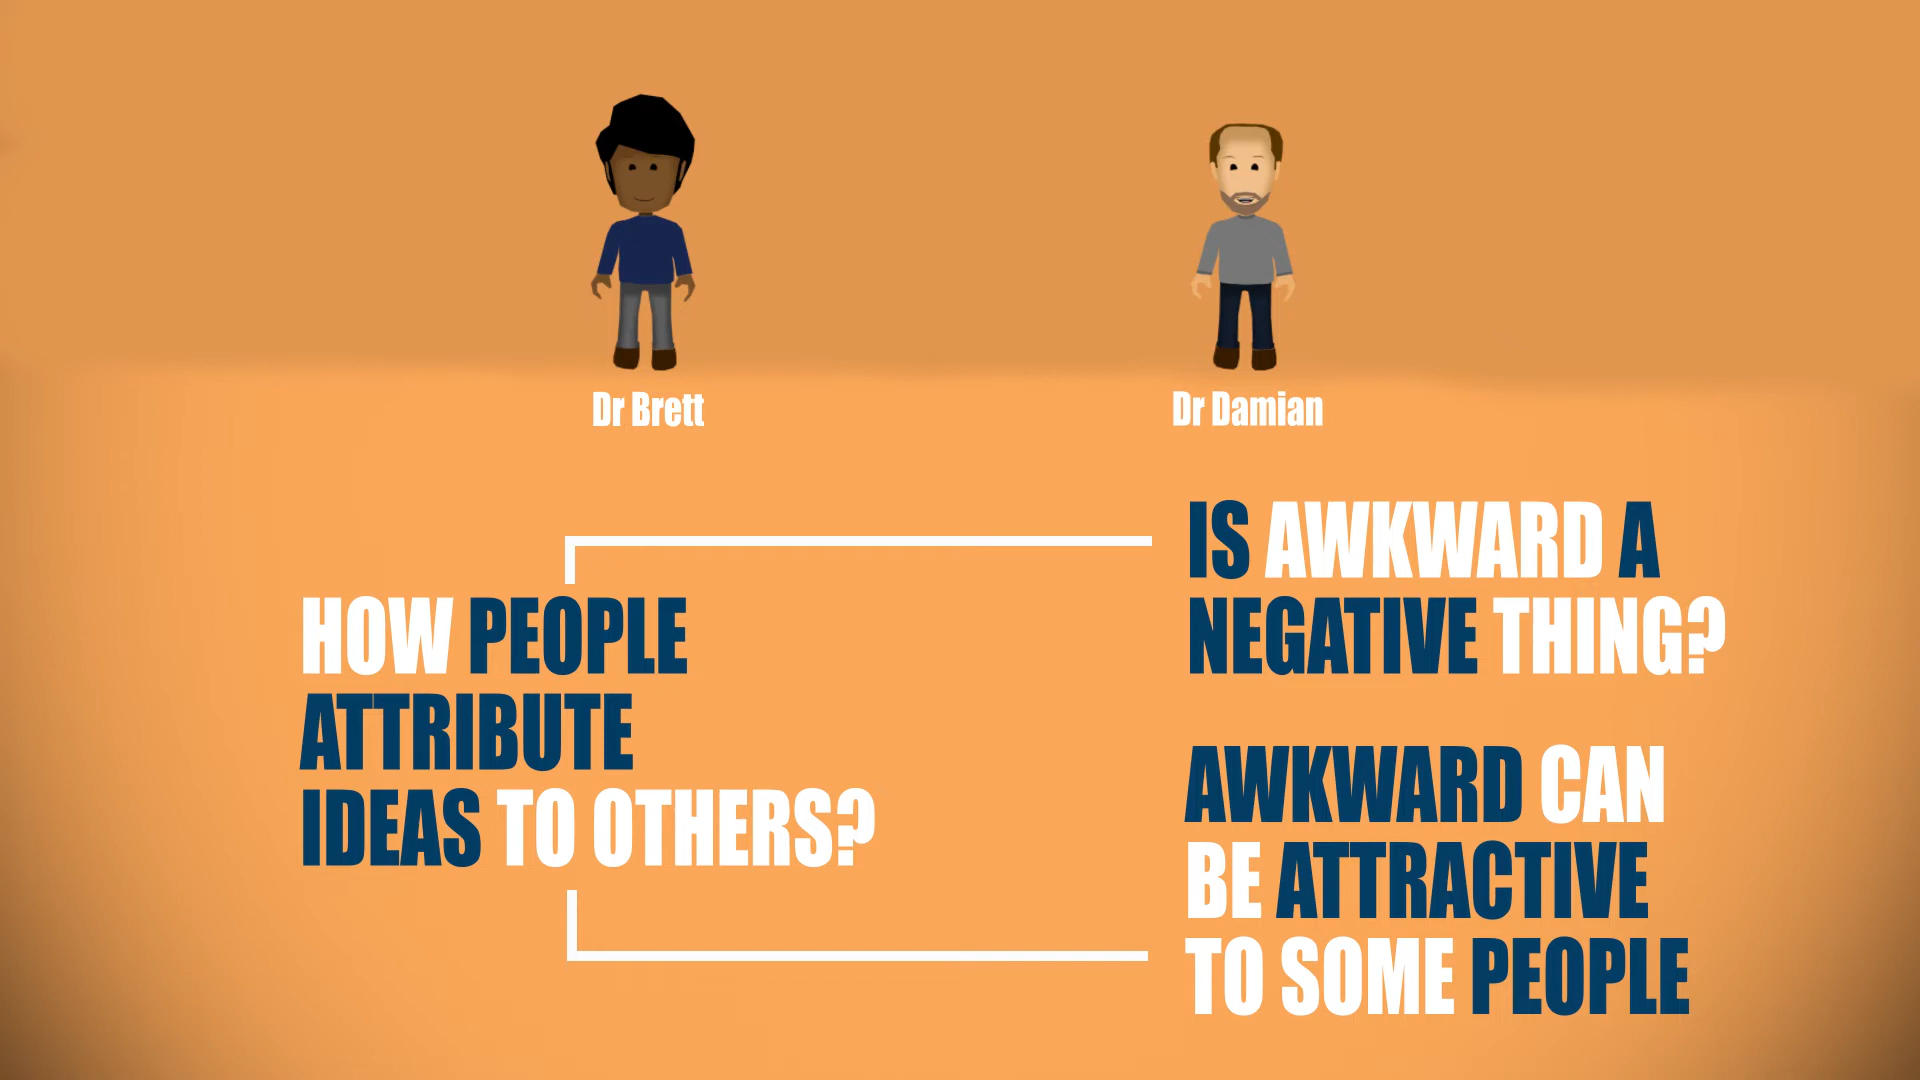 Dr Brett
Dr Damian
HOW PEOPLE
ATTRIBUTE
IDEAS TO OTHERS?
IS AWKWARD A
NEGATIVE THING?
AWKWARD CAN
BE ATTRACTIVE
TO SOME PEOPLE